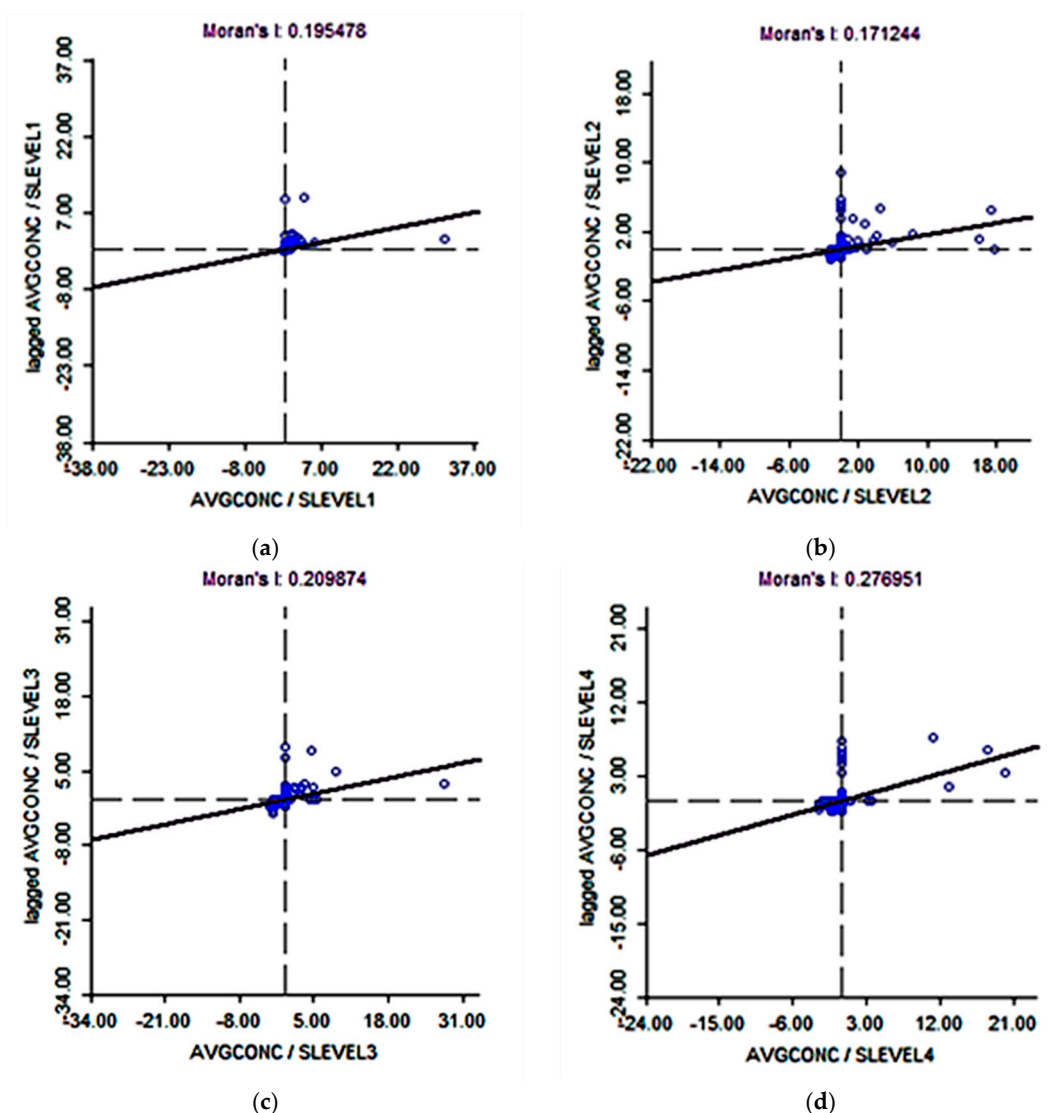 Moran's I: 0.195478
lagged AVGCONC / SLEVEL1
37.00
22.00
7.00
-8.00
-23.00
-38.00
-38.00 -23.00 -8.00 7.00 22.00 37.00
AVGCONC / SLEVEL1
(a)
Moran's I: 0.171244
lagged AVGCONC / SLEVEL2
18.00
10.00
2.00
-6.00
-14.00
-22.00
-22.00 -14.00 -6.00 2.00 10.00 18.00
AVGCONC / SLEVEL2
(b)
Moran's I: 0.209874
lagged AVGCONC / SLEVEL3
31.00
18.00
5.00
-8.00
-21.00
-34.00
-34.00 -21.00 -8.00 5.00 18.00 31.00
AVGCONC / SLEVEL3
(c)
Moran's I: 0.276951
lagged AVGCONC / SLEVEL4
21.00
12.00
3.00
-6.00
-15.00
-24.00
-24.00 -15.00 -6.00 3.00 12.00 21.00
AVGCONC / SLEVEL4
(d)